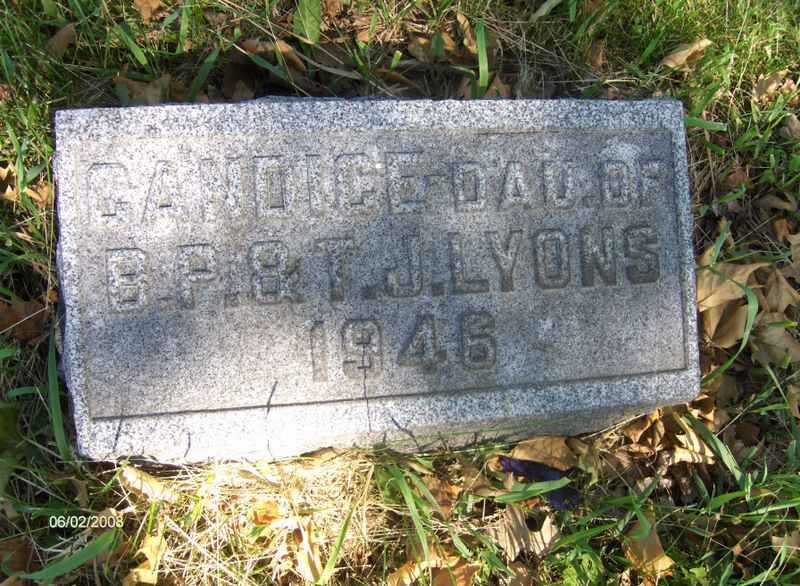 CANDICE DAU. OF
B. P. & T. J. LYONS
1946
06/02/2008